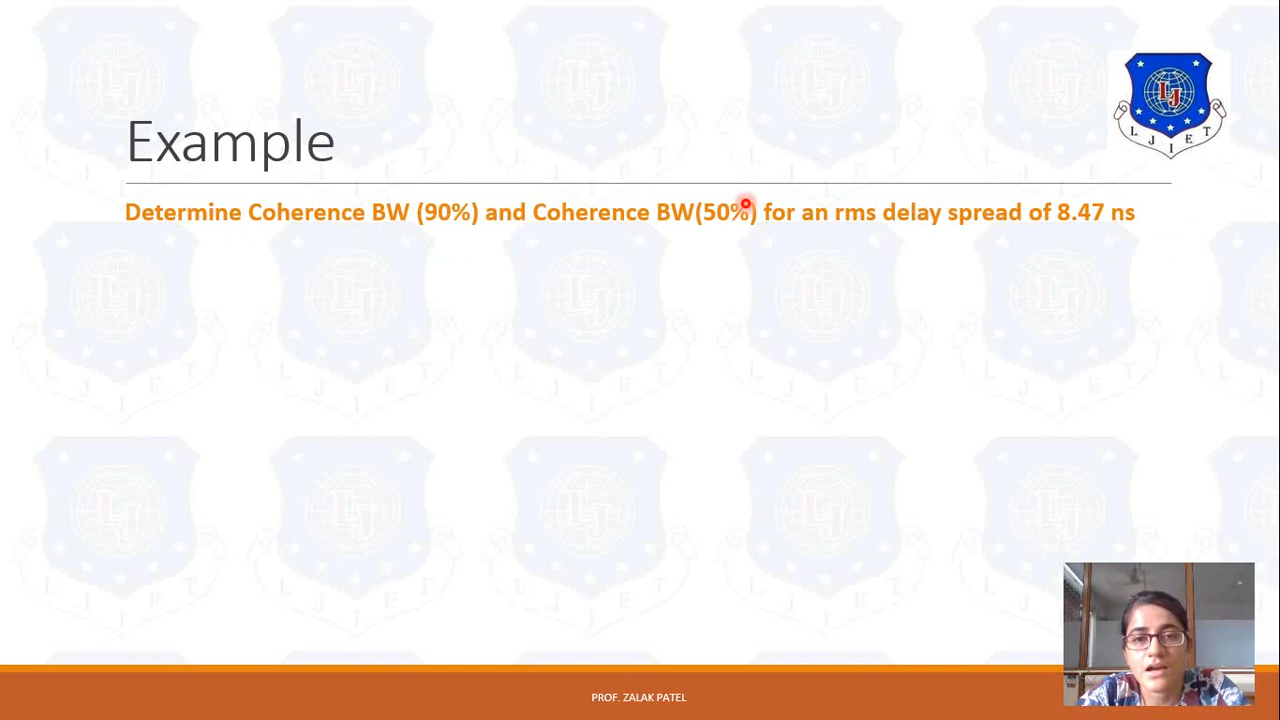 Example
Determine Coherence BW (90%) and Coherence BW(50%) for an rms delay spread of 8.47 ns
LJ
L J I E T
PROF. ZALAK PATEL